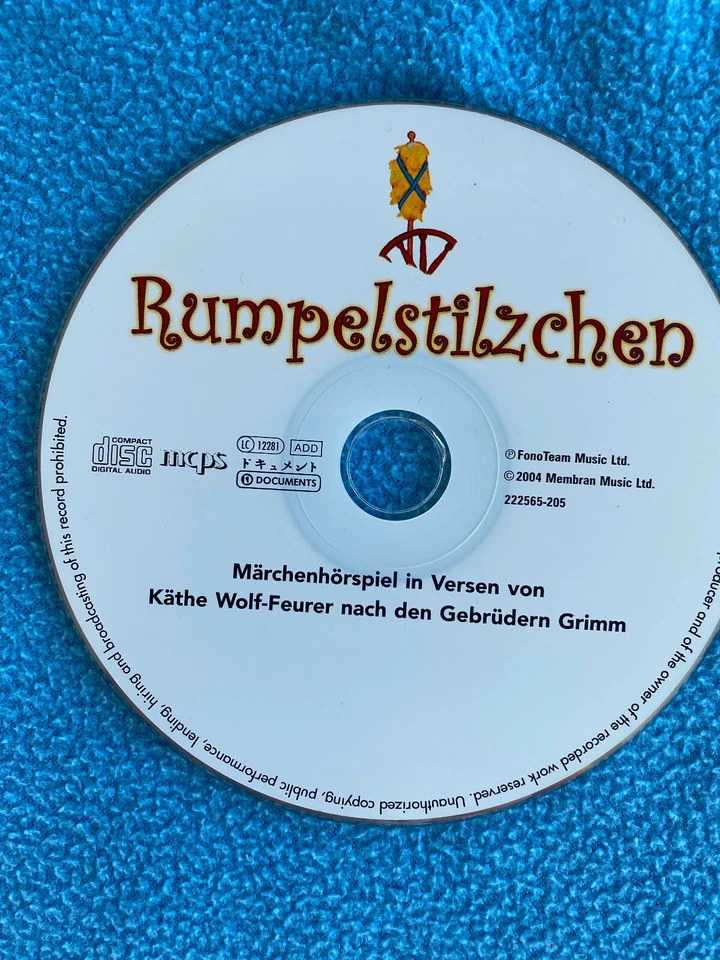 Rumpelstilzchen
COMPACT
disc
DIGITAL AUDIO
mcps
LC 12281
ADD
ドキュメント
DOCUMENTS
℗ FonoTeam Music Ltd.
© 2004 Membran Music Ltd.
222565-205
Märchenhörspiel in Versen von
Käthe Wolf-Feurer nach den Gebrüdern Grimm
producer and of the owner of the recorded work reserved. Unauthorized copying, public performance, lending, hiring and broadcasting of this record prohibited.